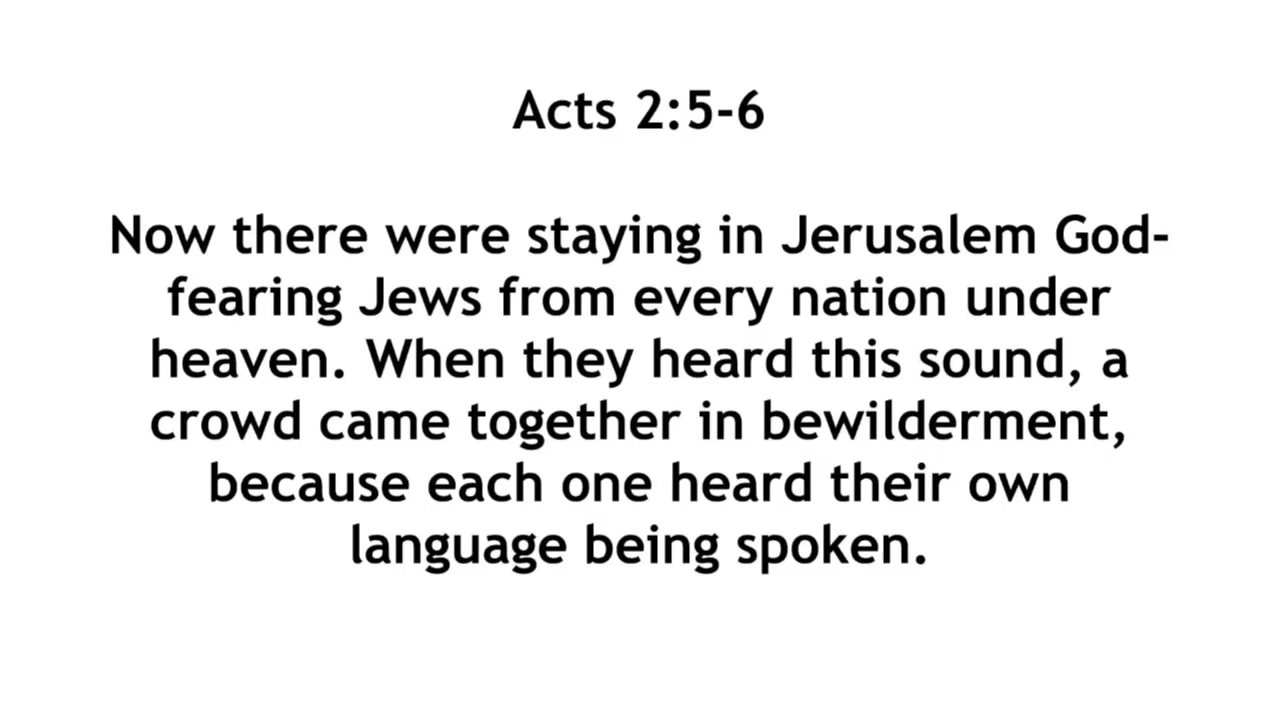 Acts 2:5-6
Now there were staying in Jerusalem God-
fearing Jews from every nation under
heaven. When they heard this sound, a
crowd came together in bewilderment,
because each one heard their own
language being spoken.